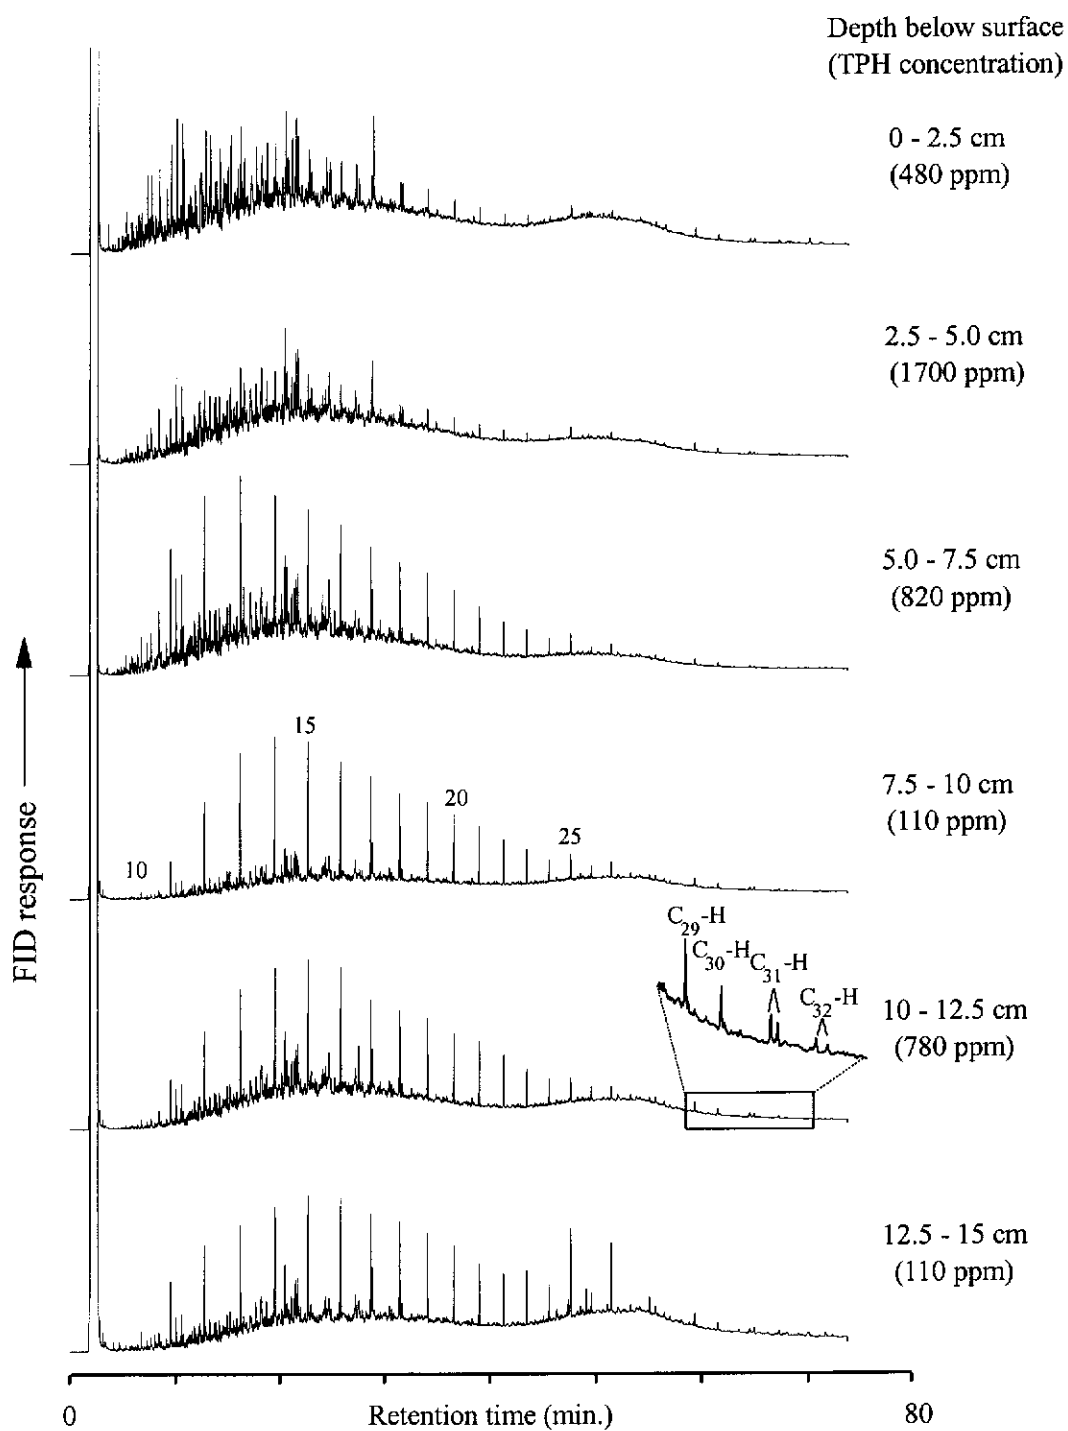 Depth below surface
(TPH concentration)
0 - 2.5 cm
(480 ppm)
2.5 - 5.0 cm
(1700 ppm)
5.0 - 7.5 cm
(820 ppm)
7.5 - 10 cm
(110 ppm)
10
15
20
25
C29-H
C30-H
C31-H
C32-H
10 - 12.5 cm
(780 ppm)
12.5 - 15 cm
(110 ppm)
FID response
0
Retention time (min.)
80